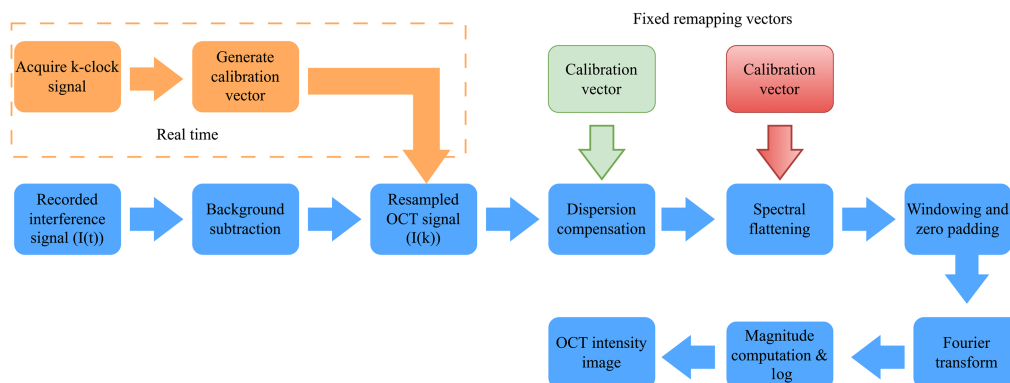 Fixed remapping vectors
Acquire k-clock
signal
Generate
calibration
vector
Calibration
vector
Calibration
vector
Real time
Recorded
interference
signal (I(t))
Background
subtraction
Resampled
OCT signal
(I(k))
Dispersion
compensation
Spectral
flattening
Windowing and
zero padding
OCT intensity
image
Magnitude
computation &
log
Fourier
transform